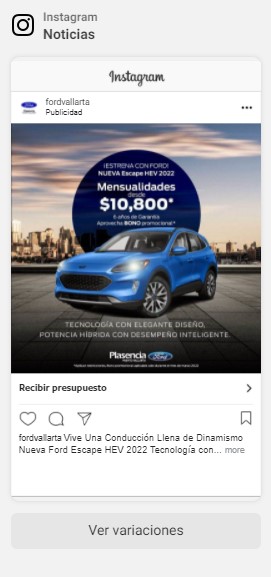 Instagram
Noticias
Instagram
fordvallarta
Publicidad
¡ESTRENA CON FORD!
NUEVA Escape HEV 2022
Mensualidades
desde
$10,800*
6 años de Garantía
Aprovecha BONO promocional*
TECNOLOGÍA CON ELEGANTE DISEÑO,
POTENCIA HÍBRIDA CON DESEMPEÑO INTELIGENTE.
Plasencia Ford
Recibir presupuesto
fordvallarta Vive Una Conducción Llena de Dinamismo
Nueva Ford Escape HEV 2022 Tecnología con... more
Ver variaciones